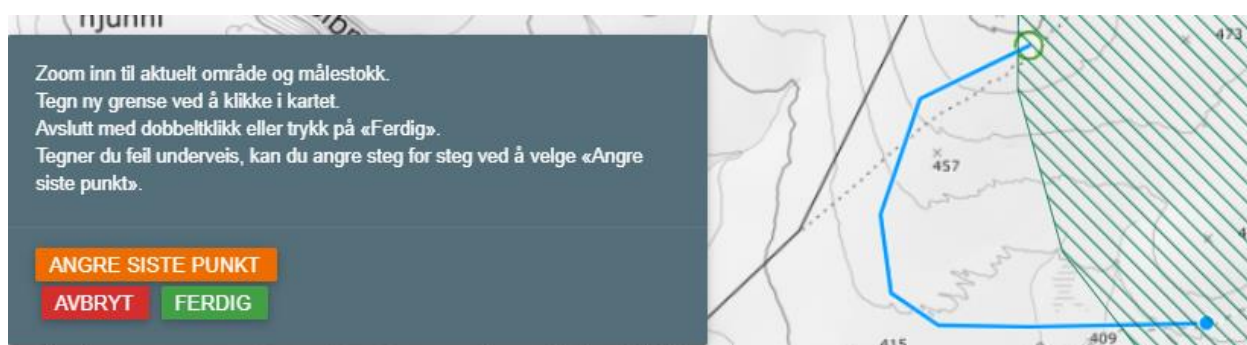 Zoom inn til aktuelt område og målestokk.
Tegn ny grense ved å klikke i kartet.
Avslutt med dobbeltklikk eller trykk på «Ferdig».
Tegner du feil underveis, kan du angre steg for steg ved å velge «Angre
siste punkt».
ANGRE SISTE PUNKT
AVBRYT FERDIG
473
457
409
415